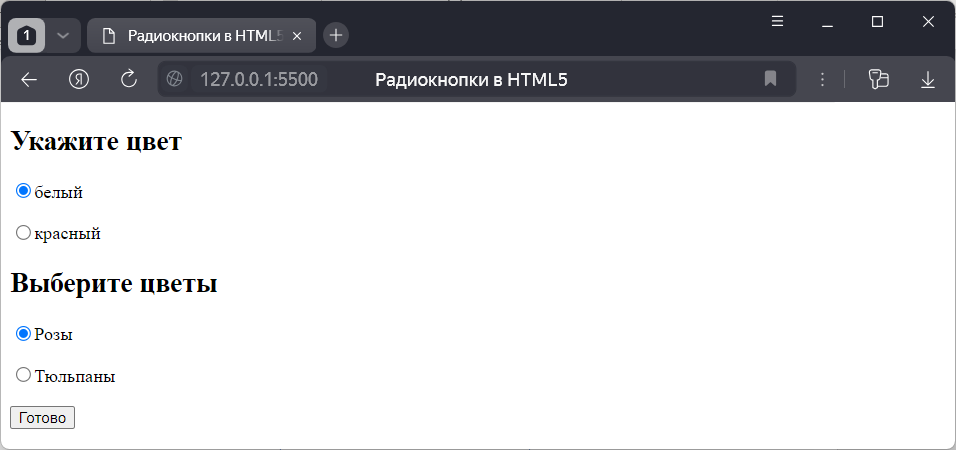 1
Радиокнопки в HTML5
Я
127.0.0.1:5500
Радиокнопки в HTML5
Укажите цвет
белый
красный
Выберите цветы
Розы
Тюльпаны
Готово